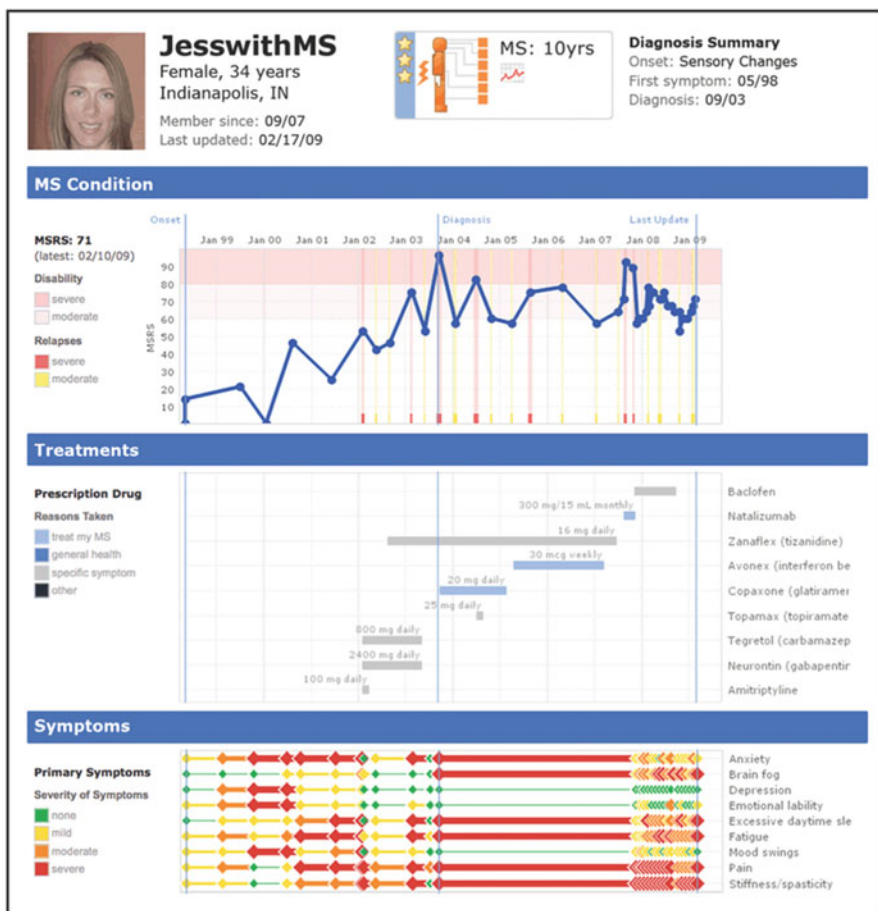 JesswithMS
Female, 34 years
Indianapolis, IN
Member since: 09/07
Last updated: 02/17/09
MS: 10yrs
Diagnosis Summary
Onset: Sensory Changes
First symptom: 05/98
Diagnosis: 09/03
MS Condition
Onset Diagnosis Last Update
Jan 99 Jan 00 Jan 01 Jan 02 Jan 03 Jan 04 Jan 05 Jan 06 Jan 07 Jan 08 Jan 09
MSRS: 71
(latest: 02/10/09)
Disability
severe
moderate
Relapses
severe
moderate
MSRS
90
80
70
60
50
40
30
20
10
Treatments
Prescription Drug
Reasons Taken
treat my MS
general health
specific symptom
other
Baclofen
300 mg/15 mL monthly Natalizumab
16 mg daily Zanaflex (tizanidine)
30 mcg weekly Avonex (interferon be
20 mg daily Copaxone (glatiramer
25 mg daily Topamax (topiramate
800 mg daily Tegretol (carbamazep
2400 mg daily Neurontin (gabapentin
100 mg daily Amitriptyline
Symptoms
Primary Symptoms
Severity of Symptoms
none
mild
moderate
severe
Anxiety
Brain fog
Depression
Emotional lability
Excessive daytime sle
Fatigue
Mood swings
Pain
Stiffness/spasticity